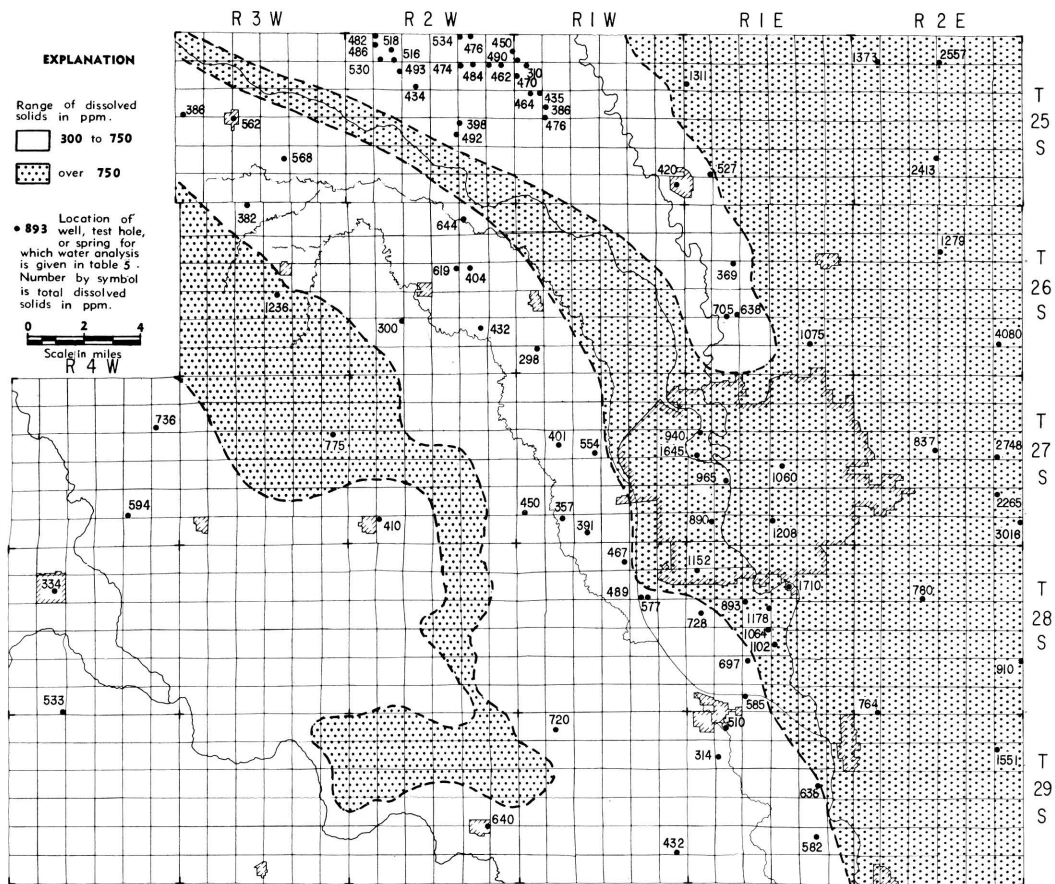 R 3 W R 2 W R 1 W R 1 E R 2 E
EXPLANATION
Range of dissolved
solids in ppm.
300 to 750
over 750
893 Location of
well, test hole,
or spring for
which water analysis
is given in table 5.
Number by symbol
is total dissolved
solids in ppm.
0 2 4
Scale in miles
R 4 W
T
25
S
T
26
S
T
27
S
T
28
S
T
29
S
482 518 534 476 450
486 516 490 1373 2557
530 493 474 484 462 310 1311
434 470
464 435
386 562 386
398 476
492
568 527 2413
420
382
644 1279
619 404 369
1236
300 432 705 638
298 1075 4080
736
775 401 554 940 837 2748
1645
965 1060
594 450 357 2265
410 391 890 1208 3016
467 1152
334 489 577 893 1710 780
728 1178
1064
1102
697 910
533 585 764
720 510
314 1551
636
640
432 582